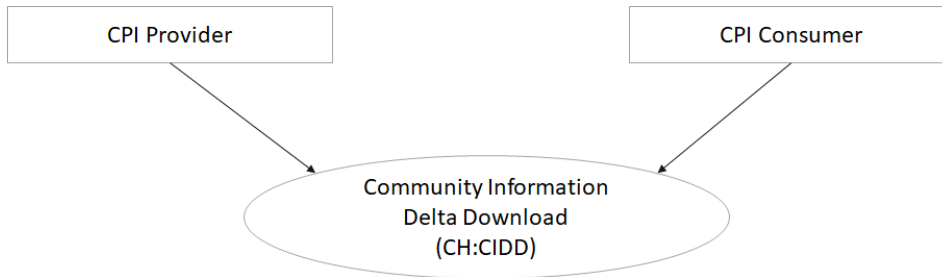 CPI Provider
CPI Consumer
Community Information
Delta Download
(CH:CIDD)